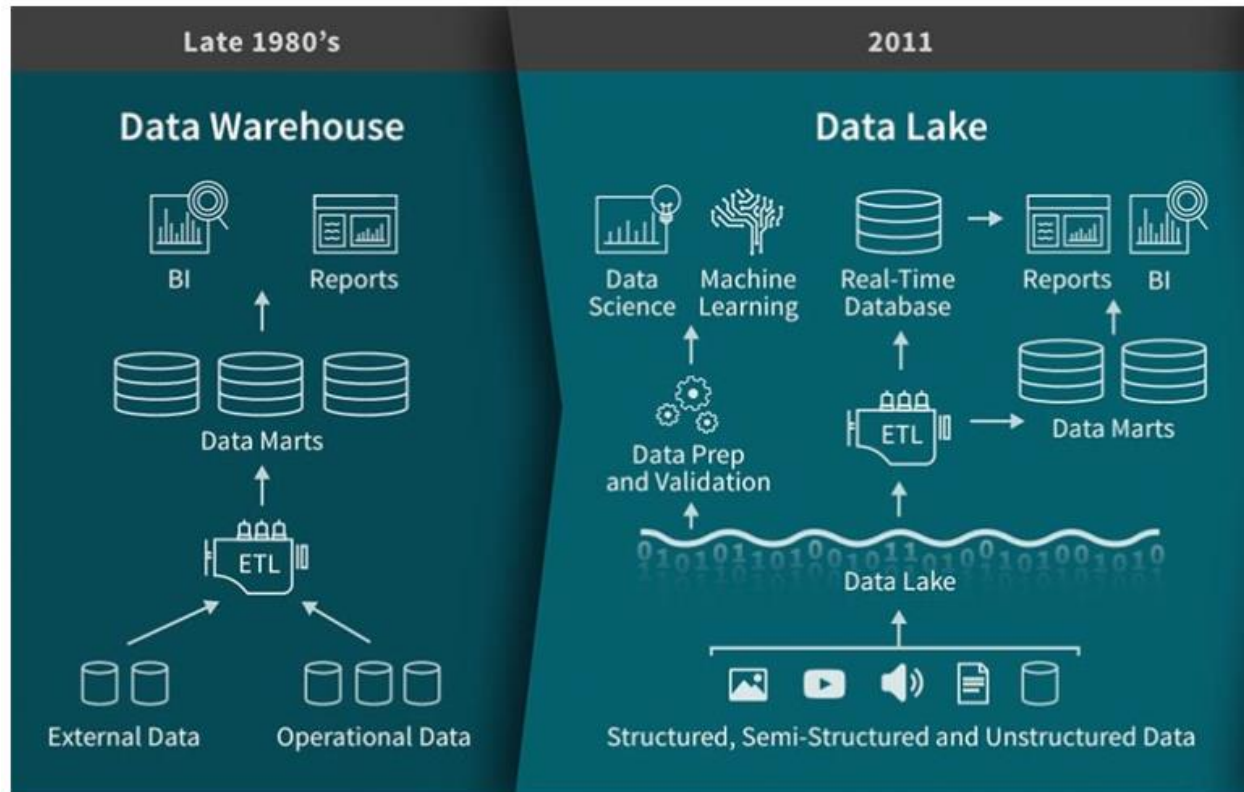 Late 1980's
Data Warehouse
BI
Reports
Data Marts
ETL
External Data
Operational Data
2011
Data Lake
Data
Science
Machine
Learning
Real-Time
Database
Reports
BI
Data Prep
and Validation
ETL
Data Marts
01010110100101101001010010
Data Lake
Structured, Semi-Structured and Unstructured Data